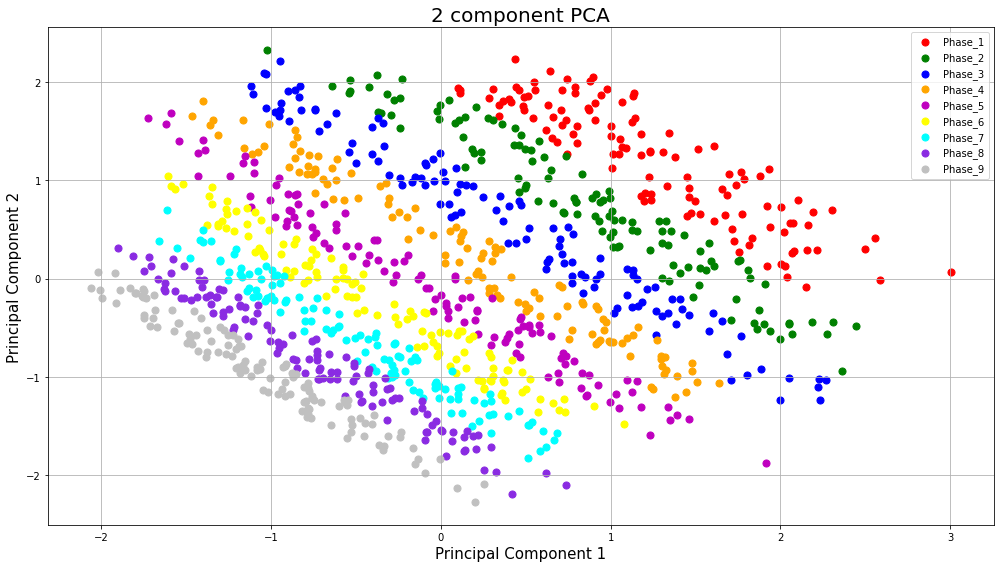 2 component PCA
Phase_1
Phase_2
Phase_3
Phase_4
Phase_5
Phase_6
Phase_7
Phase_8
Phase_9
Principal Component 2
2
1
0
−1
−2
−2
−1
0
1
2
3
Principal Component 1